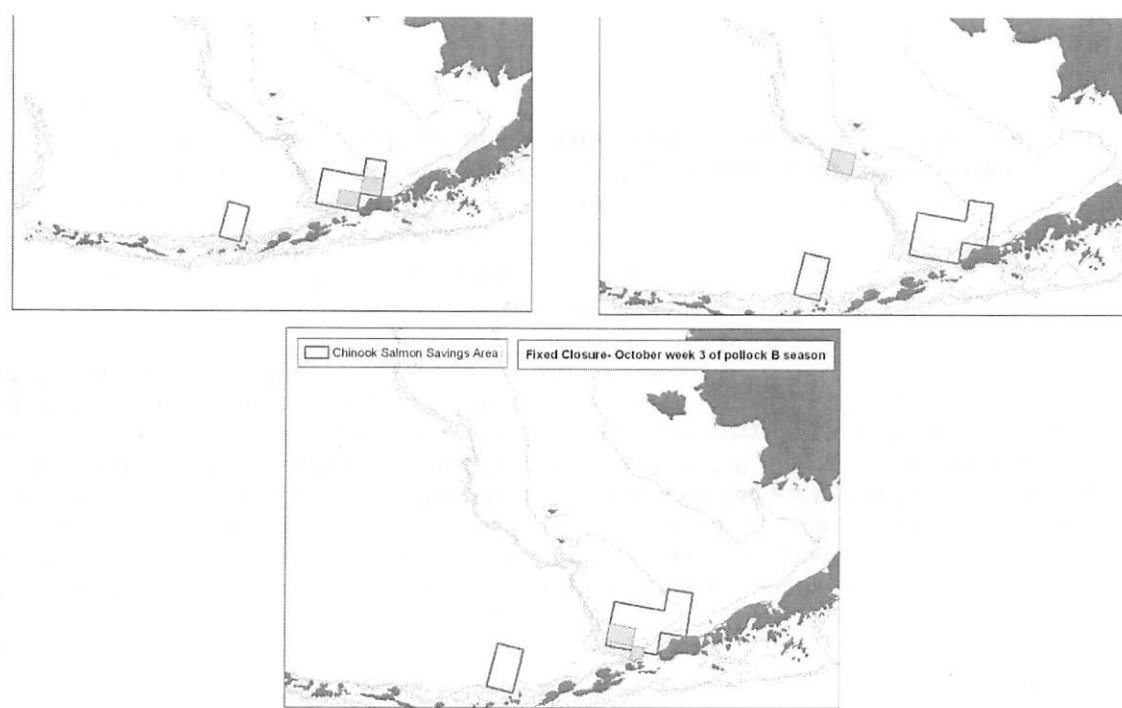 Chinook Salmon Savings Area
Fixed Closure- October week 3 of pollock B season